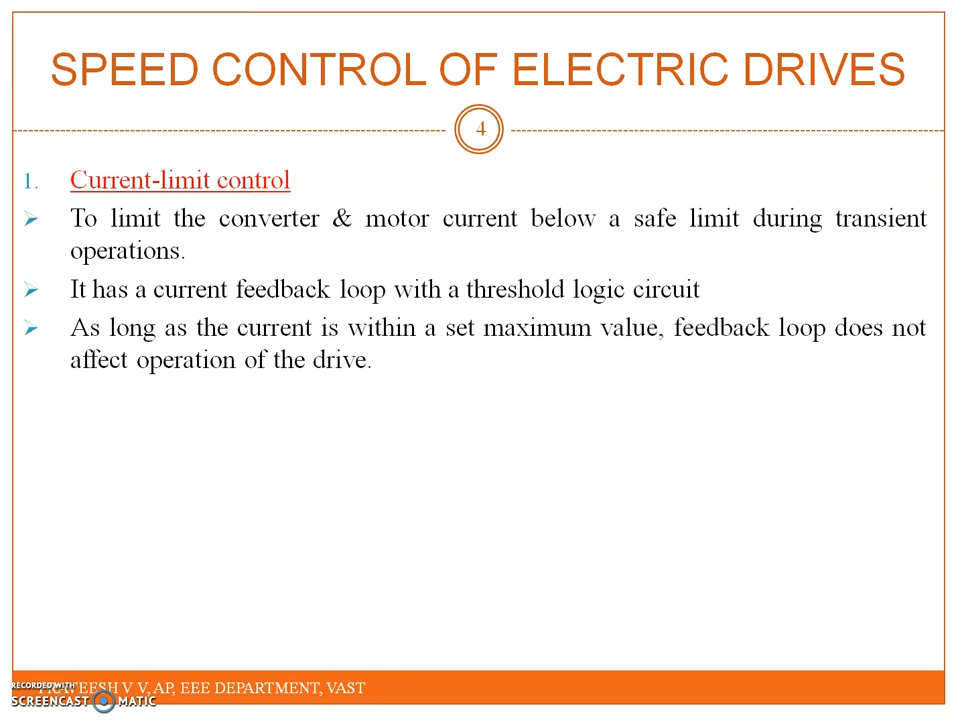 SPEED CONTROL OF ELECTRIC DRIVES
4
1. Current-limit control
To limit the converter & motor current below a safe limit during transient
operations.
It has a current feedback loop with a threshold logic circuit
As long as the current is within a set maximum value, feedback loop does not
affect operation of the drive.
RECORDED WITH
V V, AP, EEE DEPARTMENT, VAST
SCREENCAST MATIC